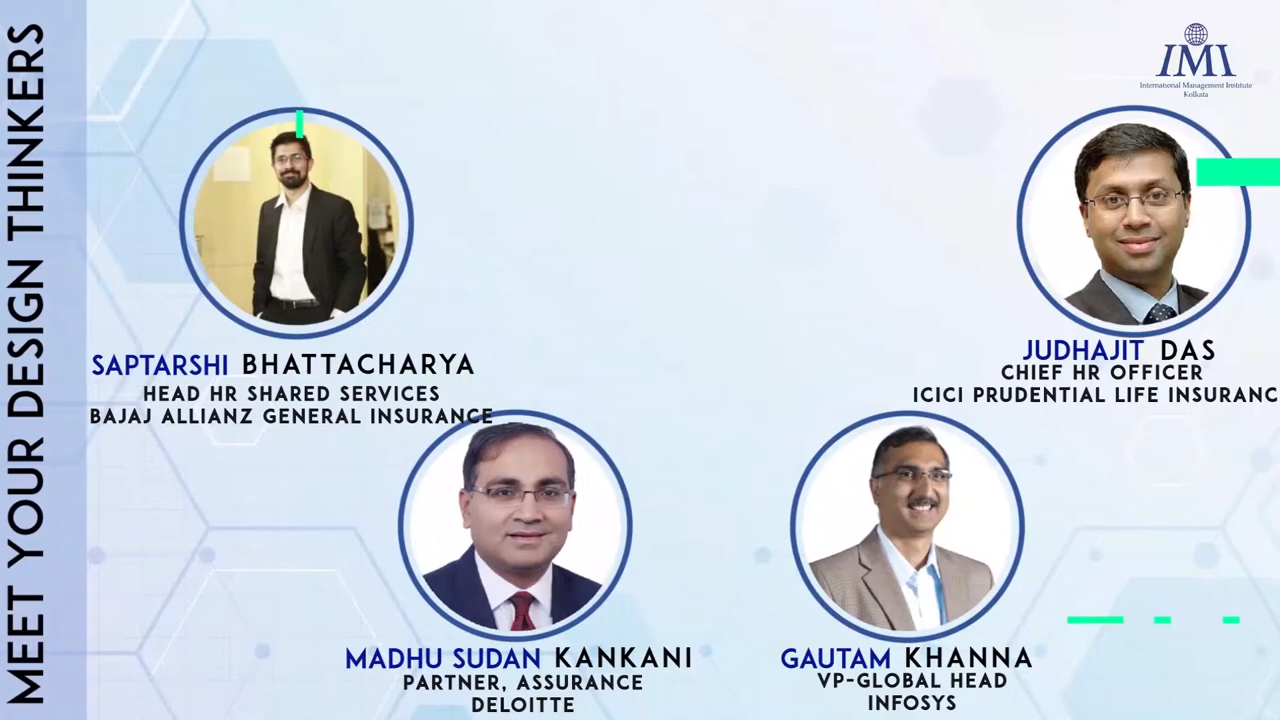 MEET YOUR DESIGN THINKERS
IMI
International Management Institute
Kolkata
SAPTARSHI BHATTACHARYA
HEAD HR SHARED SERVICES
BAJAJ ALLIANZ GENERAL INSURANCE
JUDHAJIT DAS
CHIEF HR OFFICER
ICICI PRUDENTIAL LIFE INSURANC
MADHU SUDAN KANKANI
PARTNER, ASSURANCE
DELOITTE
GAUTAM KHANNA
VP-GLOBAL HEAD
INFOSYS